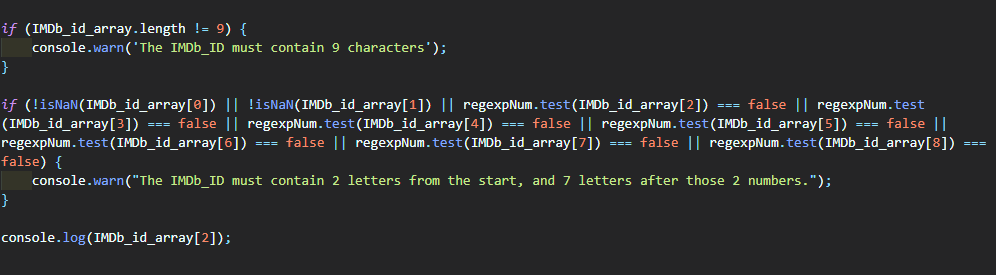 if (IMDb_id_array.length != 9) {
    console.warn('The IMDb_ID must contain 9 characters');
}
if (!isNaN(IMDb_id_array[0]) || !isNaN(IMDb_id_array[1]) || regexpNum.test(IMDb_id_array[2]) === false || regexpNum.test
(IMDb_id_array[3]) === false || regexpNum.test(IMDb_id_array[4]) === false || regexpNum.test(IMDb_id_array[5]) === false ||
regexpNum.test(IMDb_id_array[6]) === false || regexpNum.test(IMDb_id_array[7]) === false || regexpNum.test(IMDb_id_array[8]) ===
false) {
    console.warn("The IMDb_ID must contain 2 letters from the start, and 7 letters after those 2 numbers.");
}
console.log(IMDb_id_array[2]);